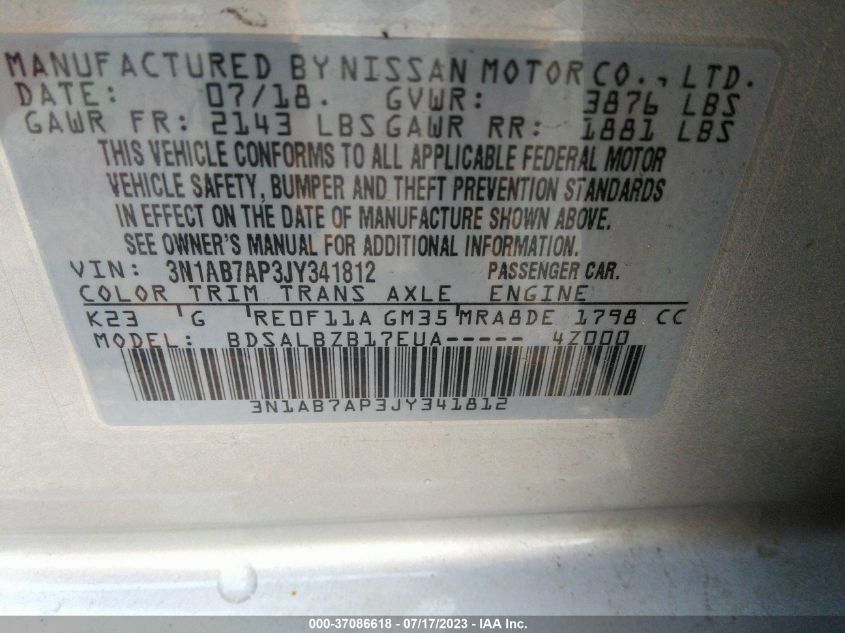 MANUFACTURED BY NISSAN MOTOR CO., LTD.
DATE: 07/18. GVWR: 3876 LBS
GAWR FR: 2143 LBS GAWR RR: 1881 LBS
THIS VEHICLE CONFORMS TO ALL APPLICABLE FEDERAL MOTOR
VEHICLE SAFETY, BUMPER AND THEFT PREVENTION STANDARDS
IN EFFECT ON THE DATE OF MANUFACTURE SHOWN ABOVE.
SEE OWNER'S MANUAL FOR ADDITIONAL INFORMATION.
VIN: 3N1AB7AP3JY341812 PASSENGER CAR.
COLOR TRIM TRANS AXLE ENGINE
K23 G RE0F11A GM35 MRA8DE 1798 CC
MODEL: BDSALBZB17EUA----- 4Z000
3N1AB7AP3JY341812
000-37086618 - 07/17/2023 - IAA Inc.